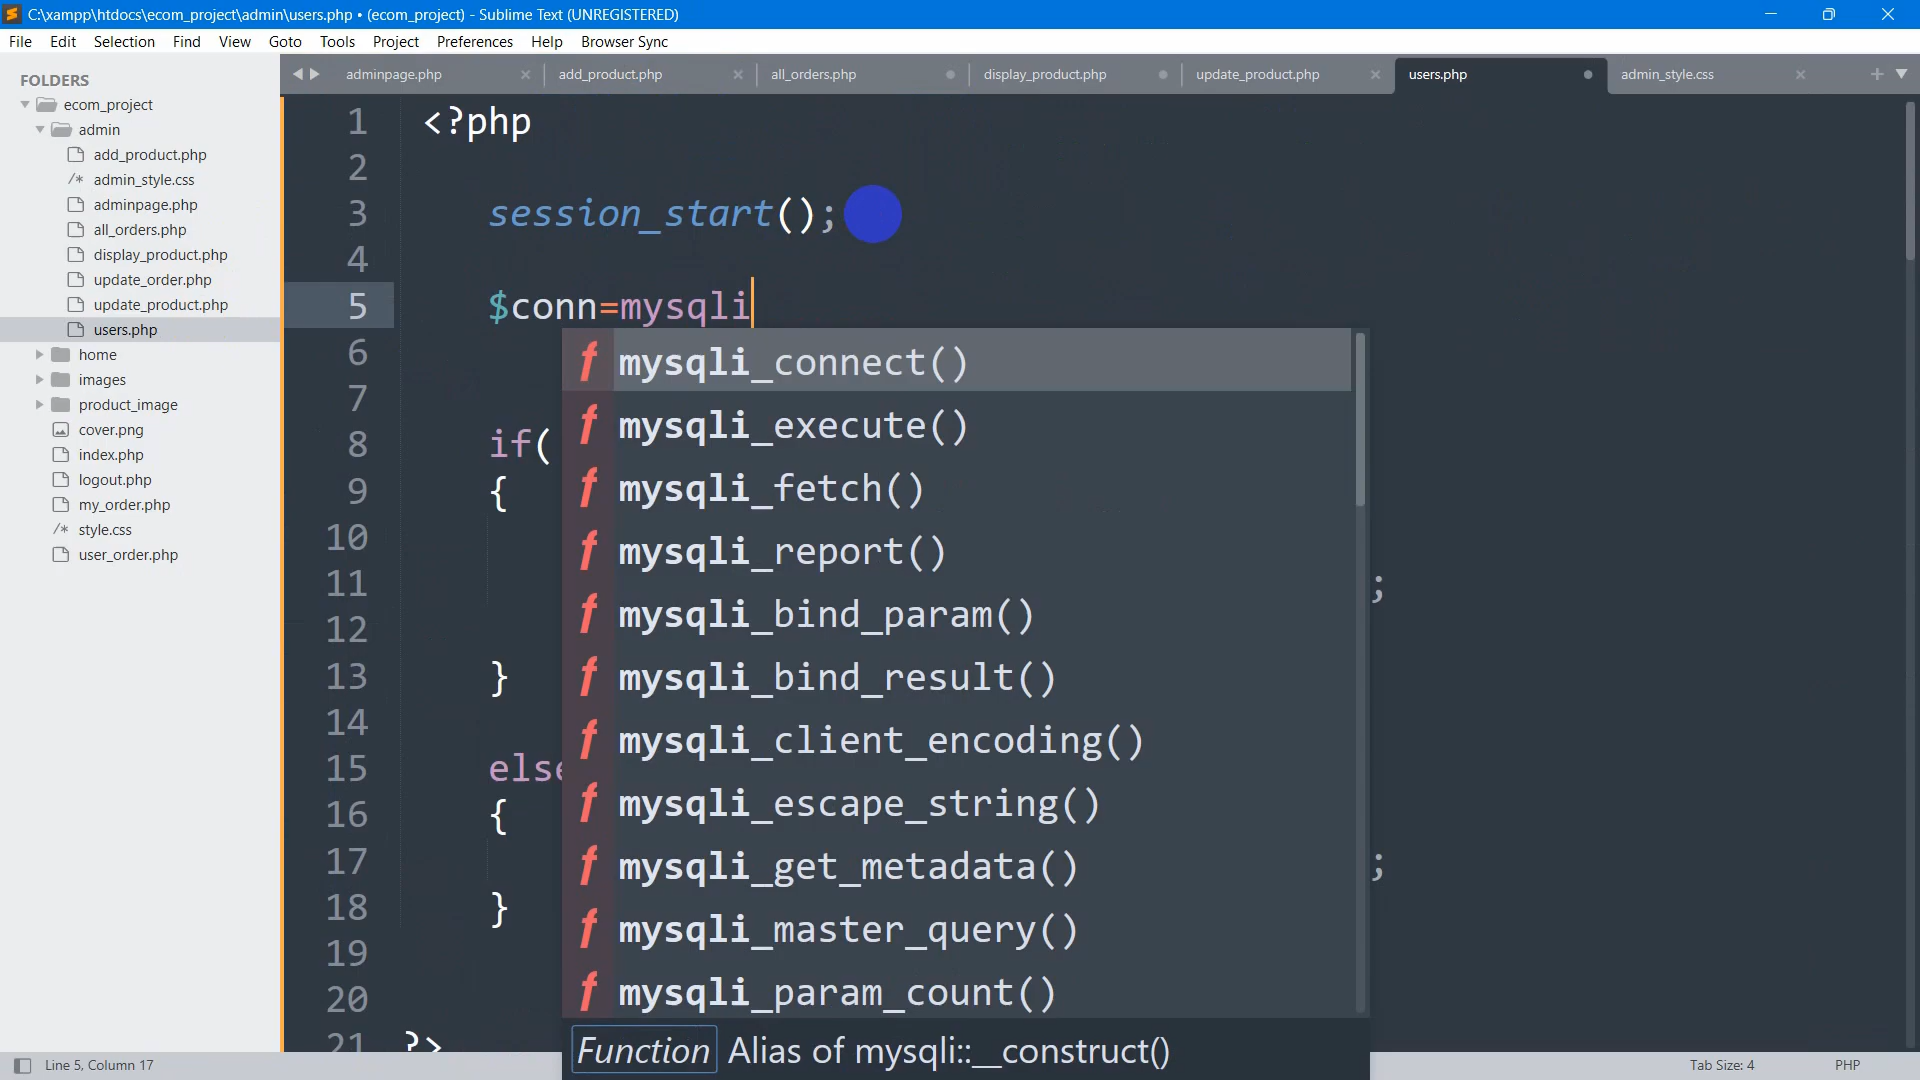 C:\xampp\htdocs\ecom_project\admin\users.php • (ecom_project) - Sublime Text (UNREGISTERED)
File Edit Selection Find View Goto Tools Project Preferences Help Browser Sync
FOLDERS
ecom_project
admin
add_product.php
/* admin_style.css
adminpage.php
all_orders.php
display_product.php
update_order.php
update_product.php
users.php
home
images
product_image
cover.png
index.php
logout.php
my_order.php
/* style.css
user_order.php
adminpage.php add_product.php all_orders.php display_product.php update_product.php users.php admin_style.css
1 <?php
2
3 session_start();
4
5 $conn=mysqli
6
7
8 if(
9 {
10
11 ;
12
13 }
14
15 else
16 {
17 ;
18 }
19
20
21 ?>
f mysqli_connect()
f mysqli_execute()
f mysqli_fetch()
f mysqli_report()
f mysqli_bind_param()
f mysqli_bind_result()
f mysqli_client_encoding()
f mysqli_escape_string()
f mysqli_get_metadata()
f mysqli_master_query()
f mysqli_param_count()
Function Alias of mysqli::__construct()
Line 5, Column 17
Tab Size: 4 PHP